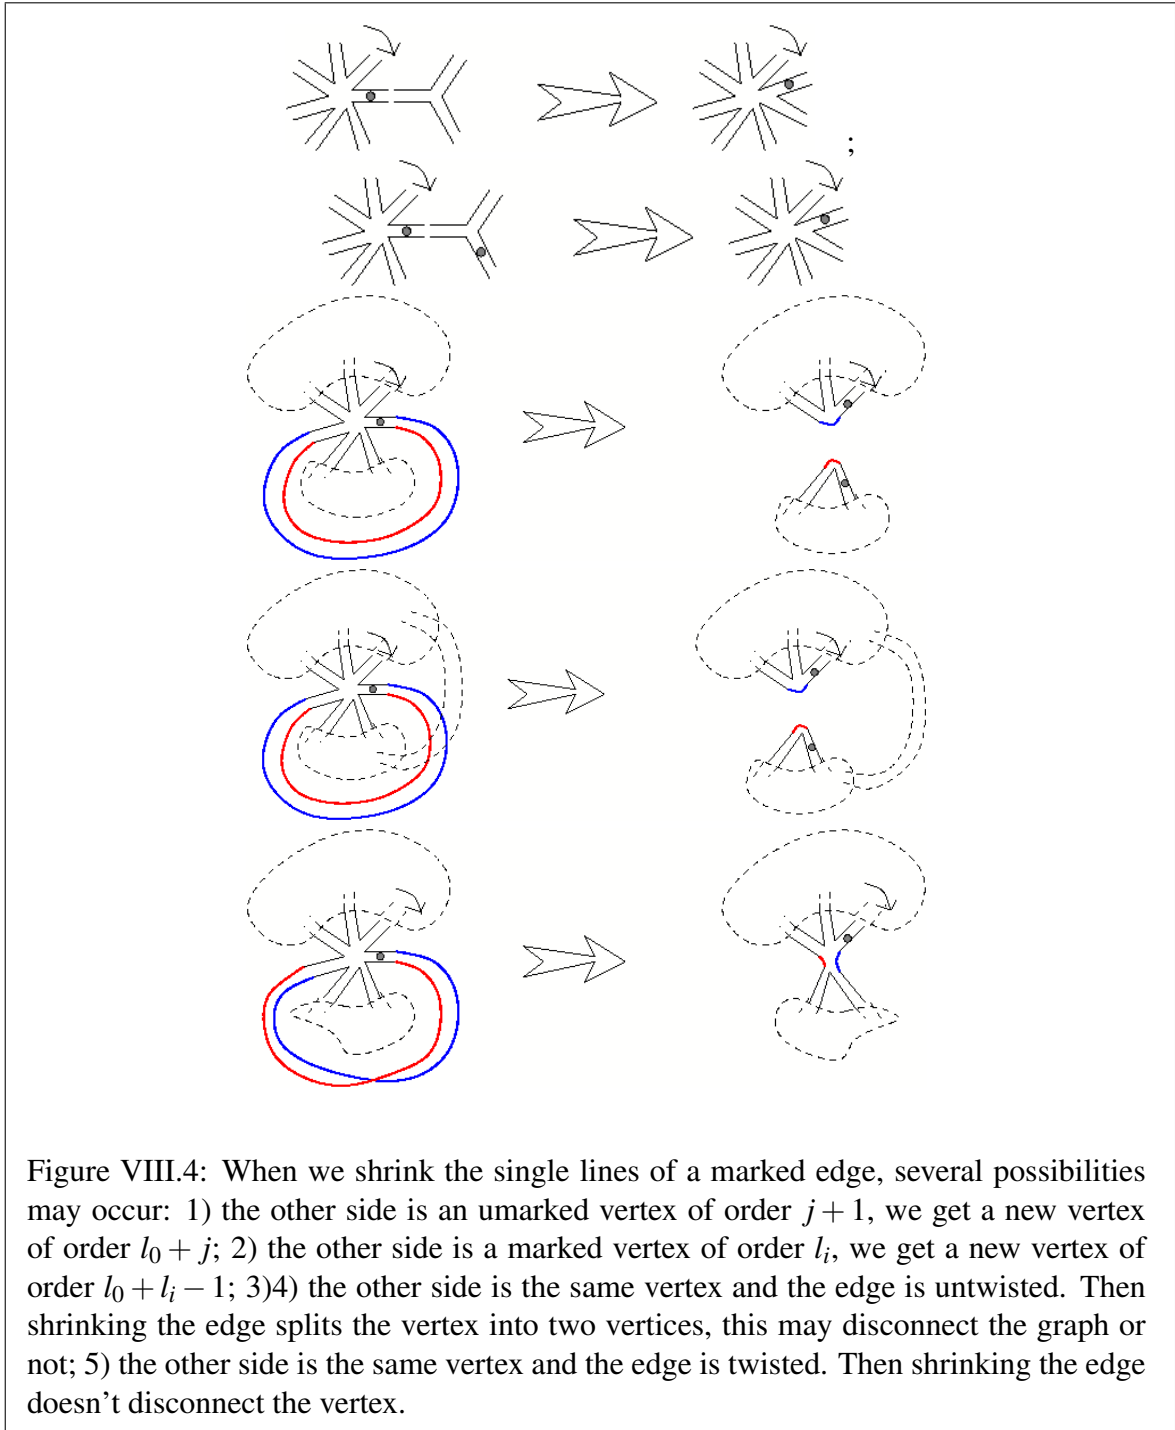 ;
Figure VIII.4: When we shrink the single lines of a marked edge, several possibilities
may occur: 1) the other side is an umarked vertex of order j + 1, we get a new vertex
of order l₀ + j; 2) the other side is a marked vertex of order lᵢ, we get a new vertex of
order l₀ + lᵢ − 1; 3)4) the other side is the same vertex and the edge is untwisted. Then
shrinking the edge splits the vertex into two vertices, this may disconnect the graph or
not; 5) the other side is the same vertex and the edge is twisted. Then shrinking the edge
doesn't disconnect the vertex.